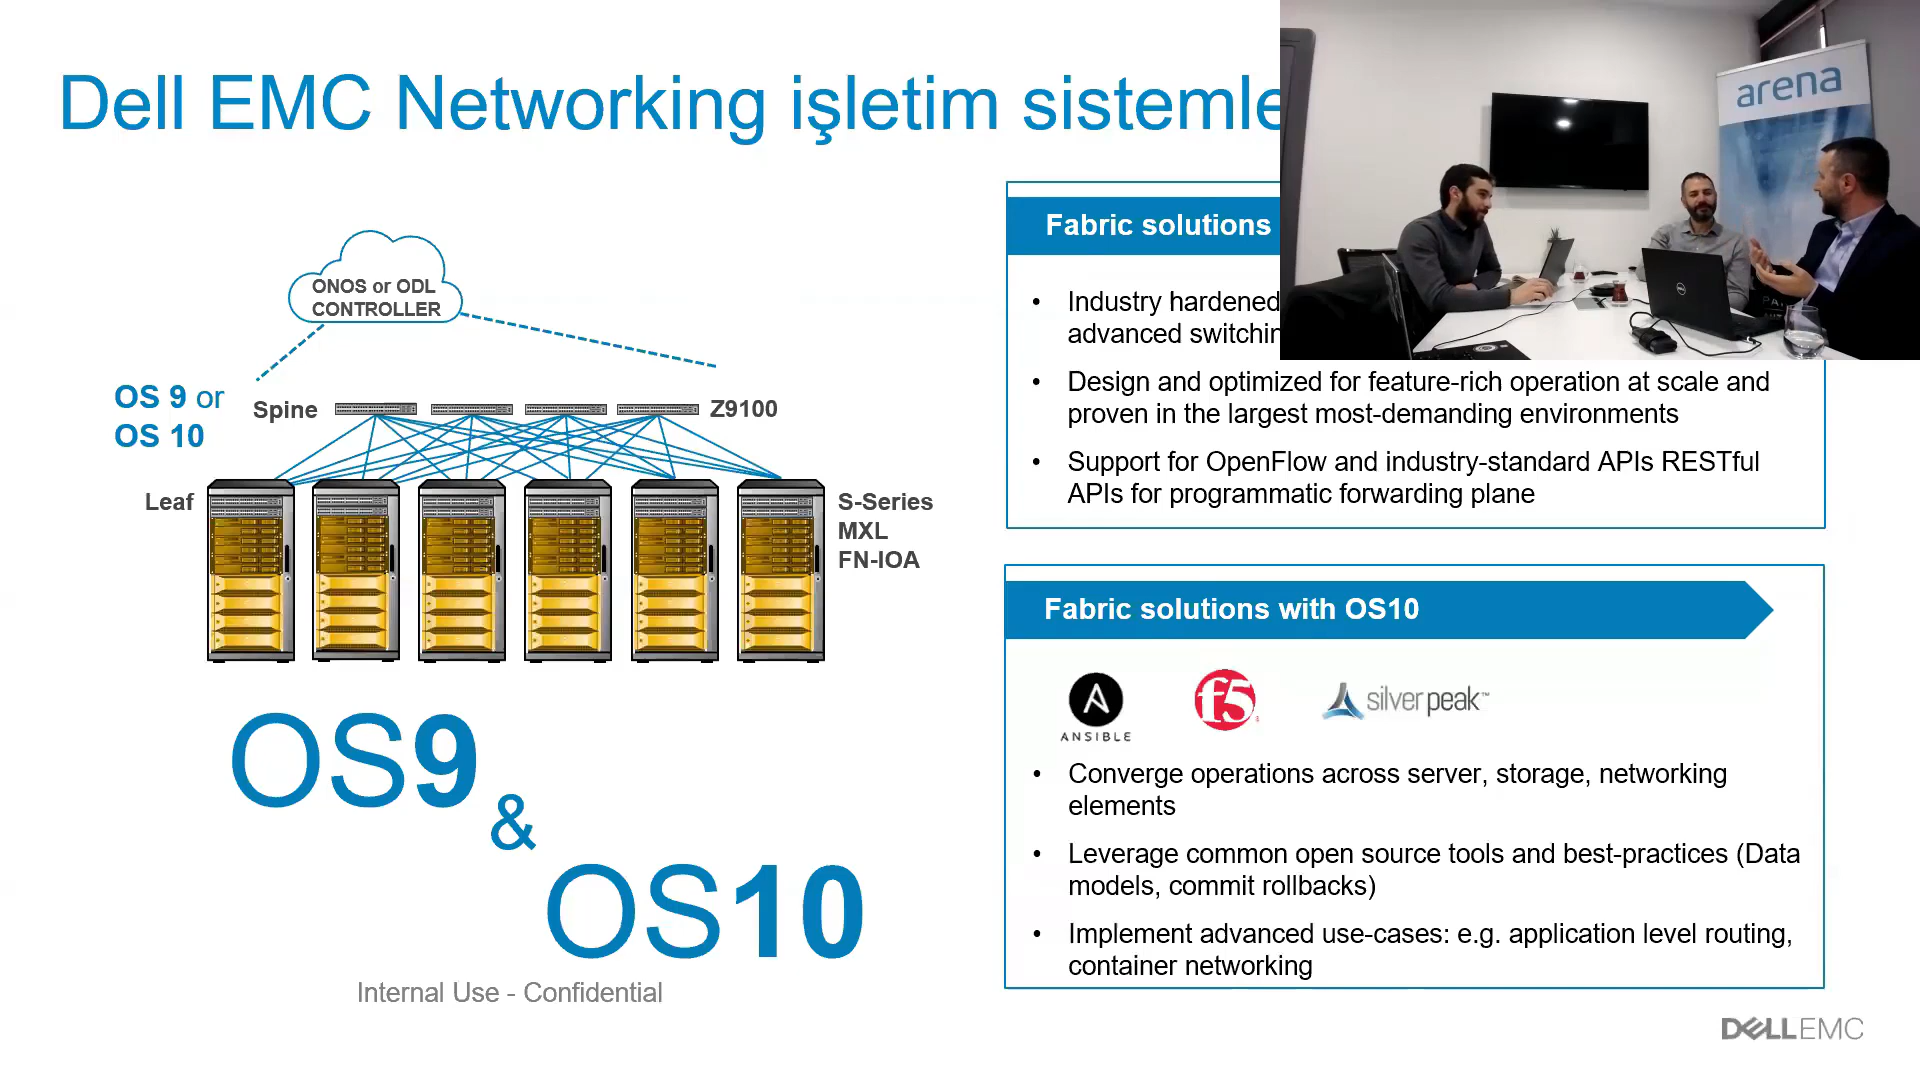 Dell EMC Networking işletim sistemle
arena
Fabric solutions
ONOS or ODL
CONTROLLER
• Industry hardened
advanced switchin
• Design and optimized for feature-rich operation at scale and
proven in the largest most-demanding environments
• Support for OpenFlow and industry-standard APIs RESTful
APIs for programmatic forwarding plane
OS 9 or
OS 10
Spine
Z9100
Leaf
S-Series
MXL
FN-IOA
Fabric solutions with OS10
ANSIBLE
f5
silver peak™
• Converge operations across server, storage, networking
elements
• Leverage common open source tools and best-practices (Data
models, commit rollbacks)
• Implement advanced use-cases: e.g. application level routing,
container networking
OS9
&
OS10
Internal Use - Confidential
DELLEMC